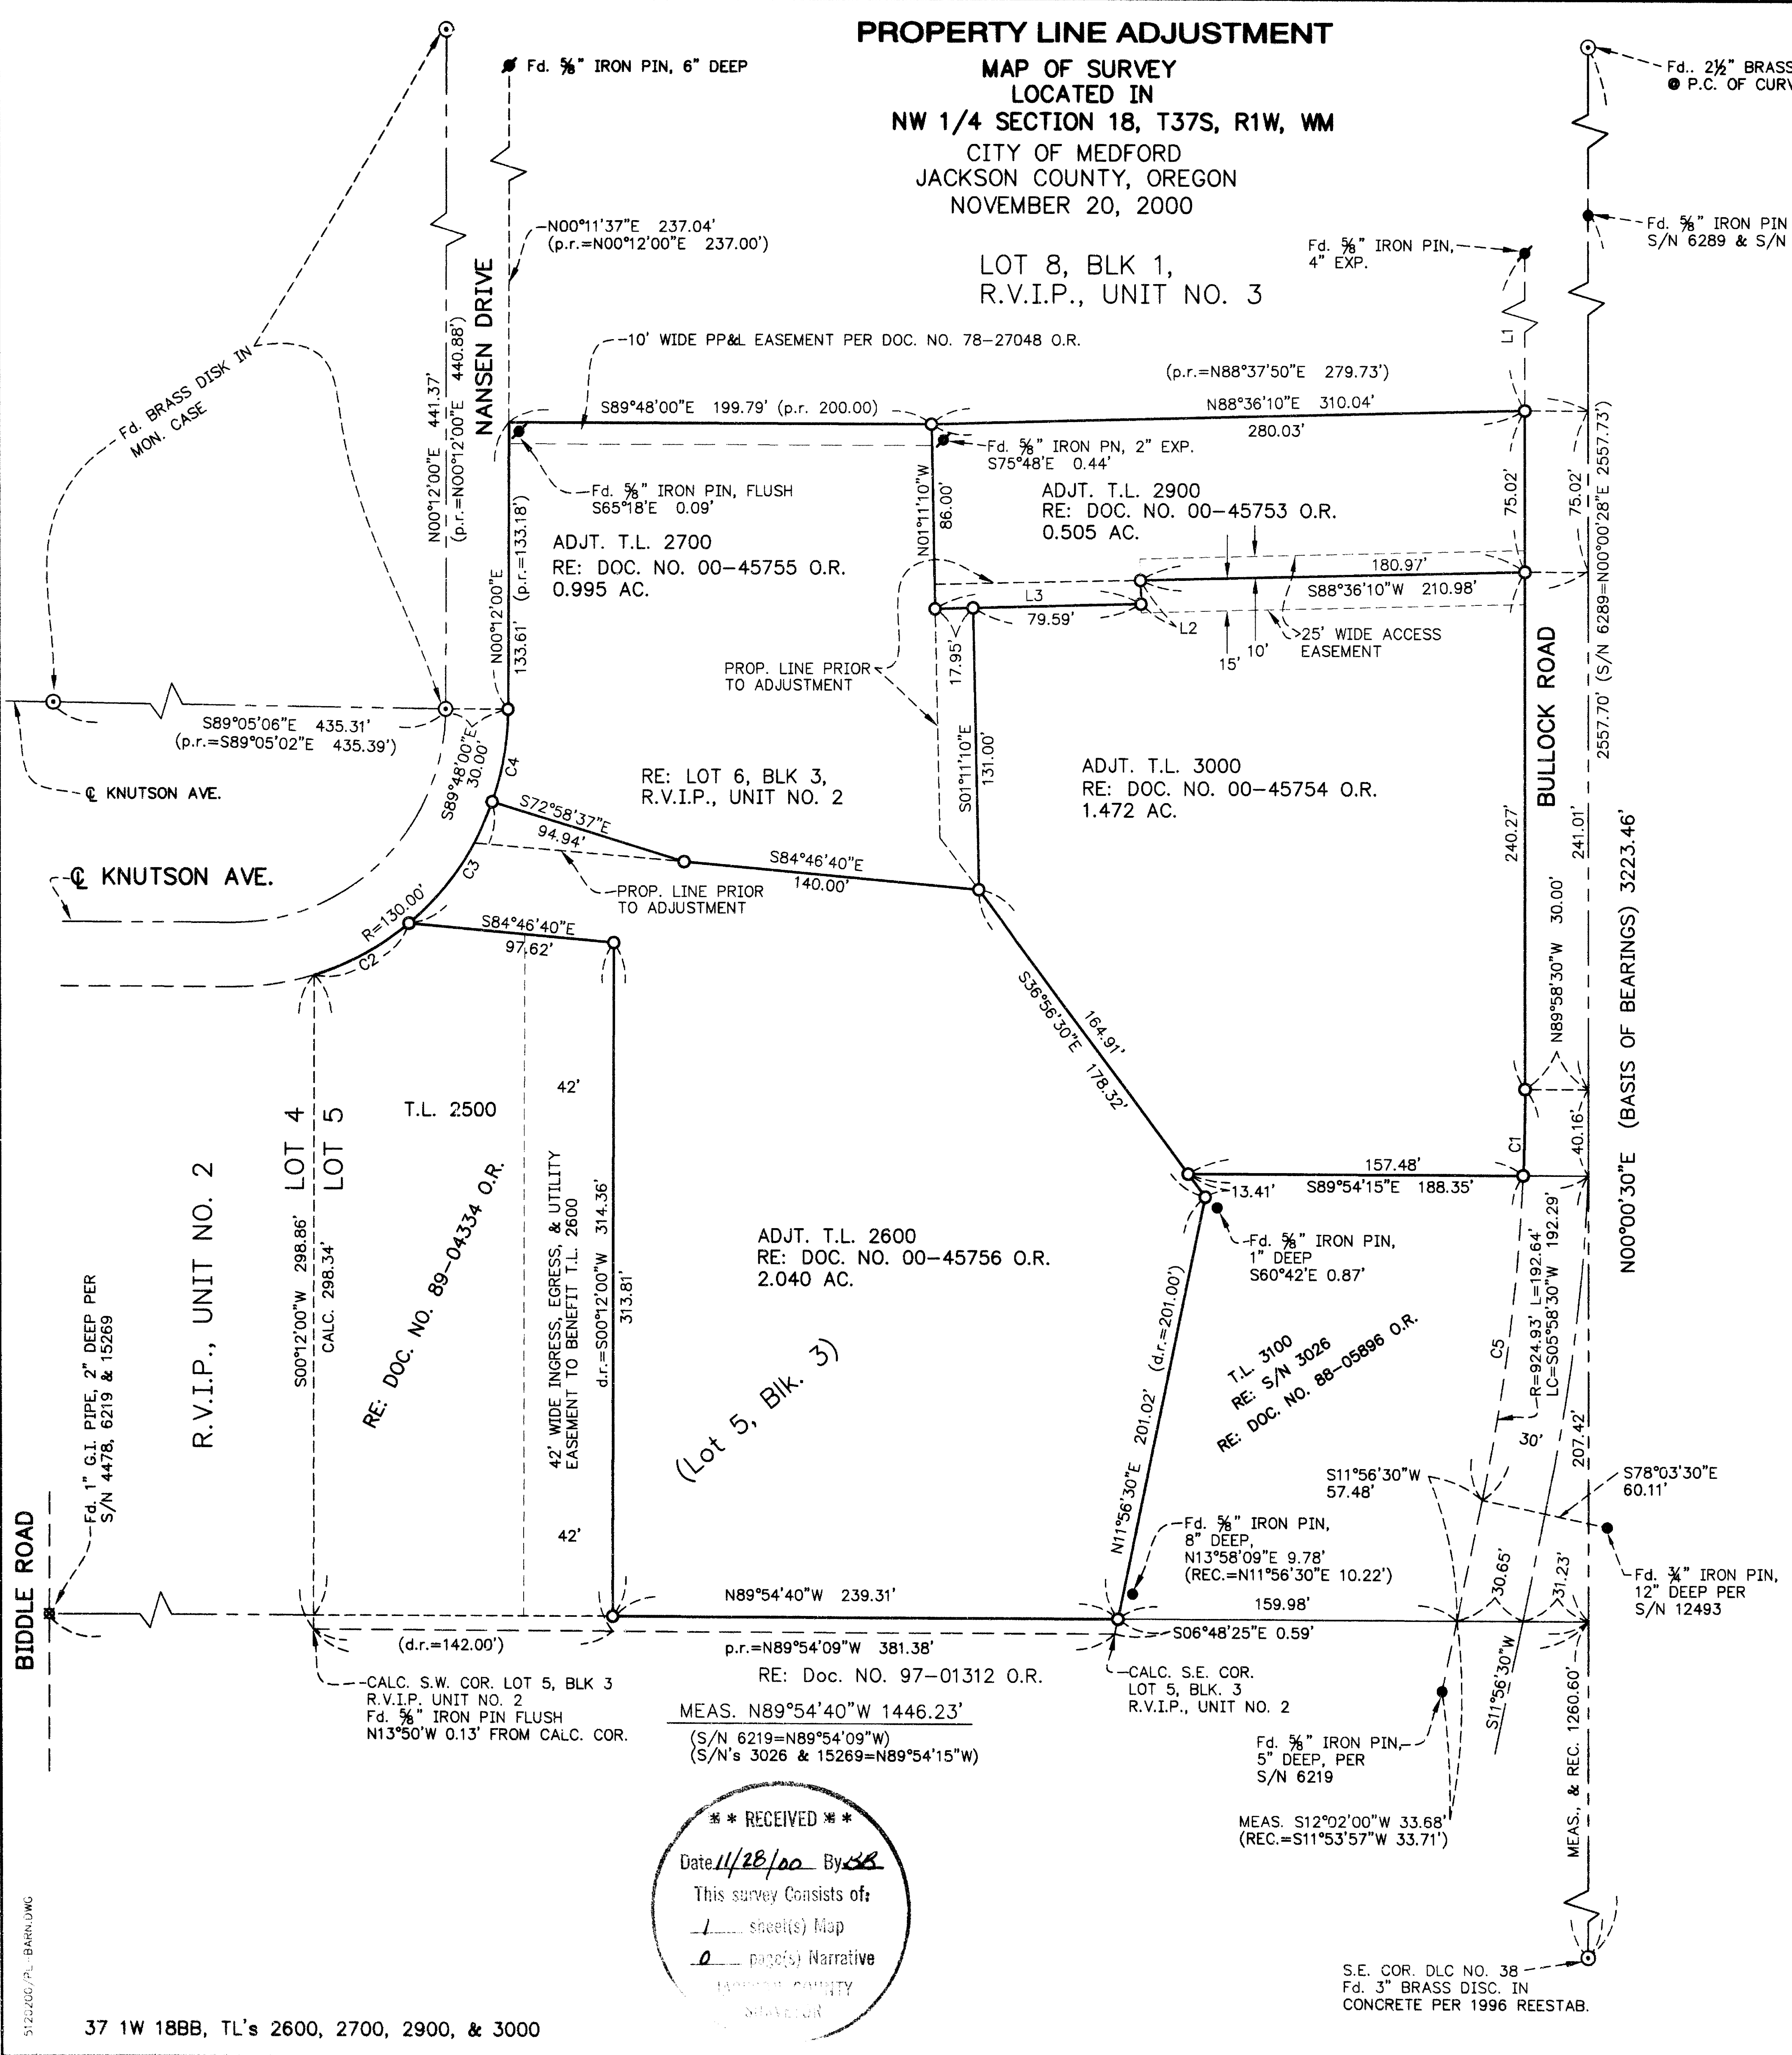 PROPERTY LINE ADJUSTMENT
MAP OF SURVEY
LOCATED IN
NW 1/4 SECTION 18, T37S, R1W, WM
CITY OF MEDFORD
JACKSON COUNTY, OREGON
NOVEMBER 20, 2000
Fd. 5/8" IRON PIN, 6" DEEP
Fd.. 2½" BRASS
@ P.C. OF CURV
Fd. 5/8" IRON PIN
S/N 6289 & S/N
N00°11'37"E 237.04'
(p.r.=N00°12'00"E 237.00')
Fd. 5/8" IRON PIN,
4" EXP.
LOT 8, BLK 1,
R.V.I.P., UNIT NO. 3
L1
NANSEN DRIVE
N00°12'00"E 441.37'
(p.r.=N00°12'00"E 440.88')
Fd. BRASS DISK IN
MON. CASE
10' WIDE PP&L EASEMENT PER DOC. NO. 78-27048 O.R.
(p.r.=N88°37'50"E 279.73')
S89°48'00"E 199.79' (p.r. 200.00)
N88°36'10"E 310.04'
280.03'
Fd. 5/8" IRON PN, 2" EXP.
S75°48'E 0.44'
Fd. 5/8" IRON PIN, FLUSH
S65°18'E 0.09'
N01°11'10"W
86.00'
ADJT. T.L. 2900
RE: DOC. NO. 00-45753 O.R.
0.505 AC.
75.02'
75.02'
2557.70' (S/N 6289=N00°00'28"E 2557.73')
ADJT. T.L. 2700
RE: DOC. NO. 00-45755 O.R.
0.995 AC.
N00°12'00"E
133.61' (p.r.=133.18')
180.97'
S88°36'10"W 210.98'
L3
79.59'
L2
15'
10'
25' WIDE ACCESS
EASEMENT
17.95'
PROP. LINE PRIOR
TO ADJUSTMENT
BULLOCK ROAD
S89°05'06"E 435.31'
(p.r.=S89°05'02"E 435.39')
S89°48'00"E
30.00'
C4
℄ KNUTSON AVE.
RE: LOT 6, BLK 3,
R.V.I.P., UNIT NO. 2
S01°11'10"E
131.00'
ADJT. T.L. 3000
RE: DOC. NO. 00-45754 O.R.
1.472 AC.
240.27'
241.01'
S72°58'37"E
94.94'
C3
S84°46'40"E
140.00'
PROP. LINE PRIOR
TO ADJUSTMENT
℄ KNUTSON AVE.
R=130.00'
C2
S84°46'40"E
97.62'
N89°58'30"W 30.00'
N00°00'30"E (BASIS OF BEARINGS) 3223.46'
S36°56'30"E 178.32'
164.91'
40.16'
C1
157.48'
S89°54'15"E 188.35'
13.41'
Fd. 5/8" IRON PIN,
1" DEEP
S60°42'E 0.87'
LOT 4
LOT 5
T.L. 2500
42'
R.V.I.P., UNIT NO. 2
S00°12'00"W 298.86'
CALC. 298.34'
RE: DOC. NO. 89-04334 O.R.
42' WIDE INGRESS, EGRESS, & UTILITY
EASEMENT TO BENEFIT T.L. 2600
d.r.=S00°12'00"W 314.36'
313.81'
ADJT. T.L. 2600
RE: DOC. NO. 00-45756 O.R.
2.040 AC.
(Lot 5, Blk. 3)
N11°56'30"E 201.02' (d.r.=201.00')
T.L. 3100
RE: S/N 3026
RE: DOC. NO. 88-05896 O.R.
C5
R=924.93' L=192.64'
LC=S05°58'30"W 192.29'
30'
207.42'
S11°56'30"W
57.48'
S78°03'30"E
60.11'
Fd. 1" G.I. PIPE, 2" DEEP PER
S/N 4478, 6219 & 15269
BIDDLE ROAD
42'
Fd. 5/8" IRON PIN,
8" DEEP,
N13°58'09"E 9.78'
(REC.=N11°56'30"E 10.22')
Fd. ¾" IRON PIN,
12" DEEP PER
S/N 12493
N89°54'40"W 239.31'
159.98'
30.65'
31.23'
(d.r.=142.00')
p.r.=N89°54'09"W 381.38'
S06°48'25"E 0.59'
RE: Doc. NO. 97-01312 O.R.
CALC. S.W. COR. LOT 5, BLK 3
R.V.I.P. UNIT NO. 2
Fd. 5/8" IRON PIN FLUSH
N13°50'W 0.13' FROM CALC. COR.
CALC. S.E. COR.
LOT 5, BLK. 3
R.V.I.P., UNIT NO. 2
S11°56'30"W
MEAS. N89°54'40"W 1446.23'
(S/N 6219=N89°54'09"W)
(S/N's 3026 & 15269=N89°54'15"W)
Fd. 5/8" IRON PIN,
5" DEEP, PER
S/N 6219
MEAS. S12°02'00"W 33.68'
(REC.=S11°53'57"W 33.71')
MEAS., & REC. 1260.60'
* * RECEIVED * *
Date 11/28/00 By BB
This survey Consists of:
1 sheet(s) Map
0 page(s) Narrative
JACKSON COUNTY
SURVEYOR
S.E. COR. DLC NO. 38
Fd. 3" BRASS DISC. IN
CONCRETE PER 1996 REESTAB.
37 1W 18BB, TL's 2600, 2700, 2900, & 3000